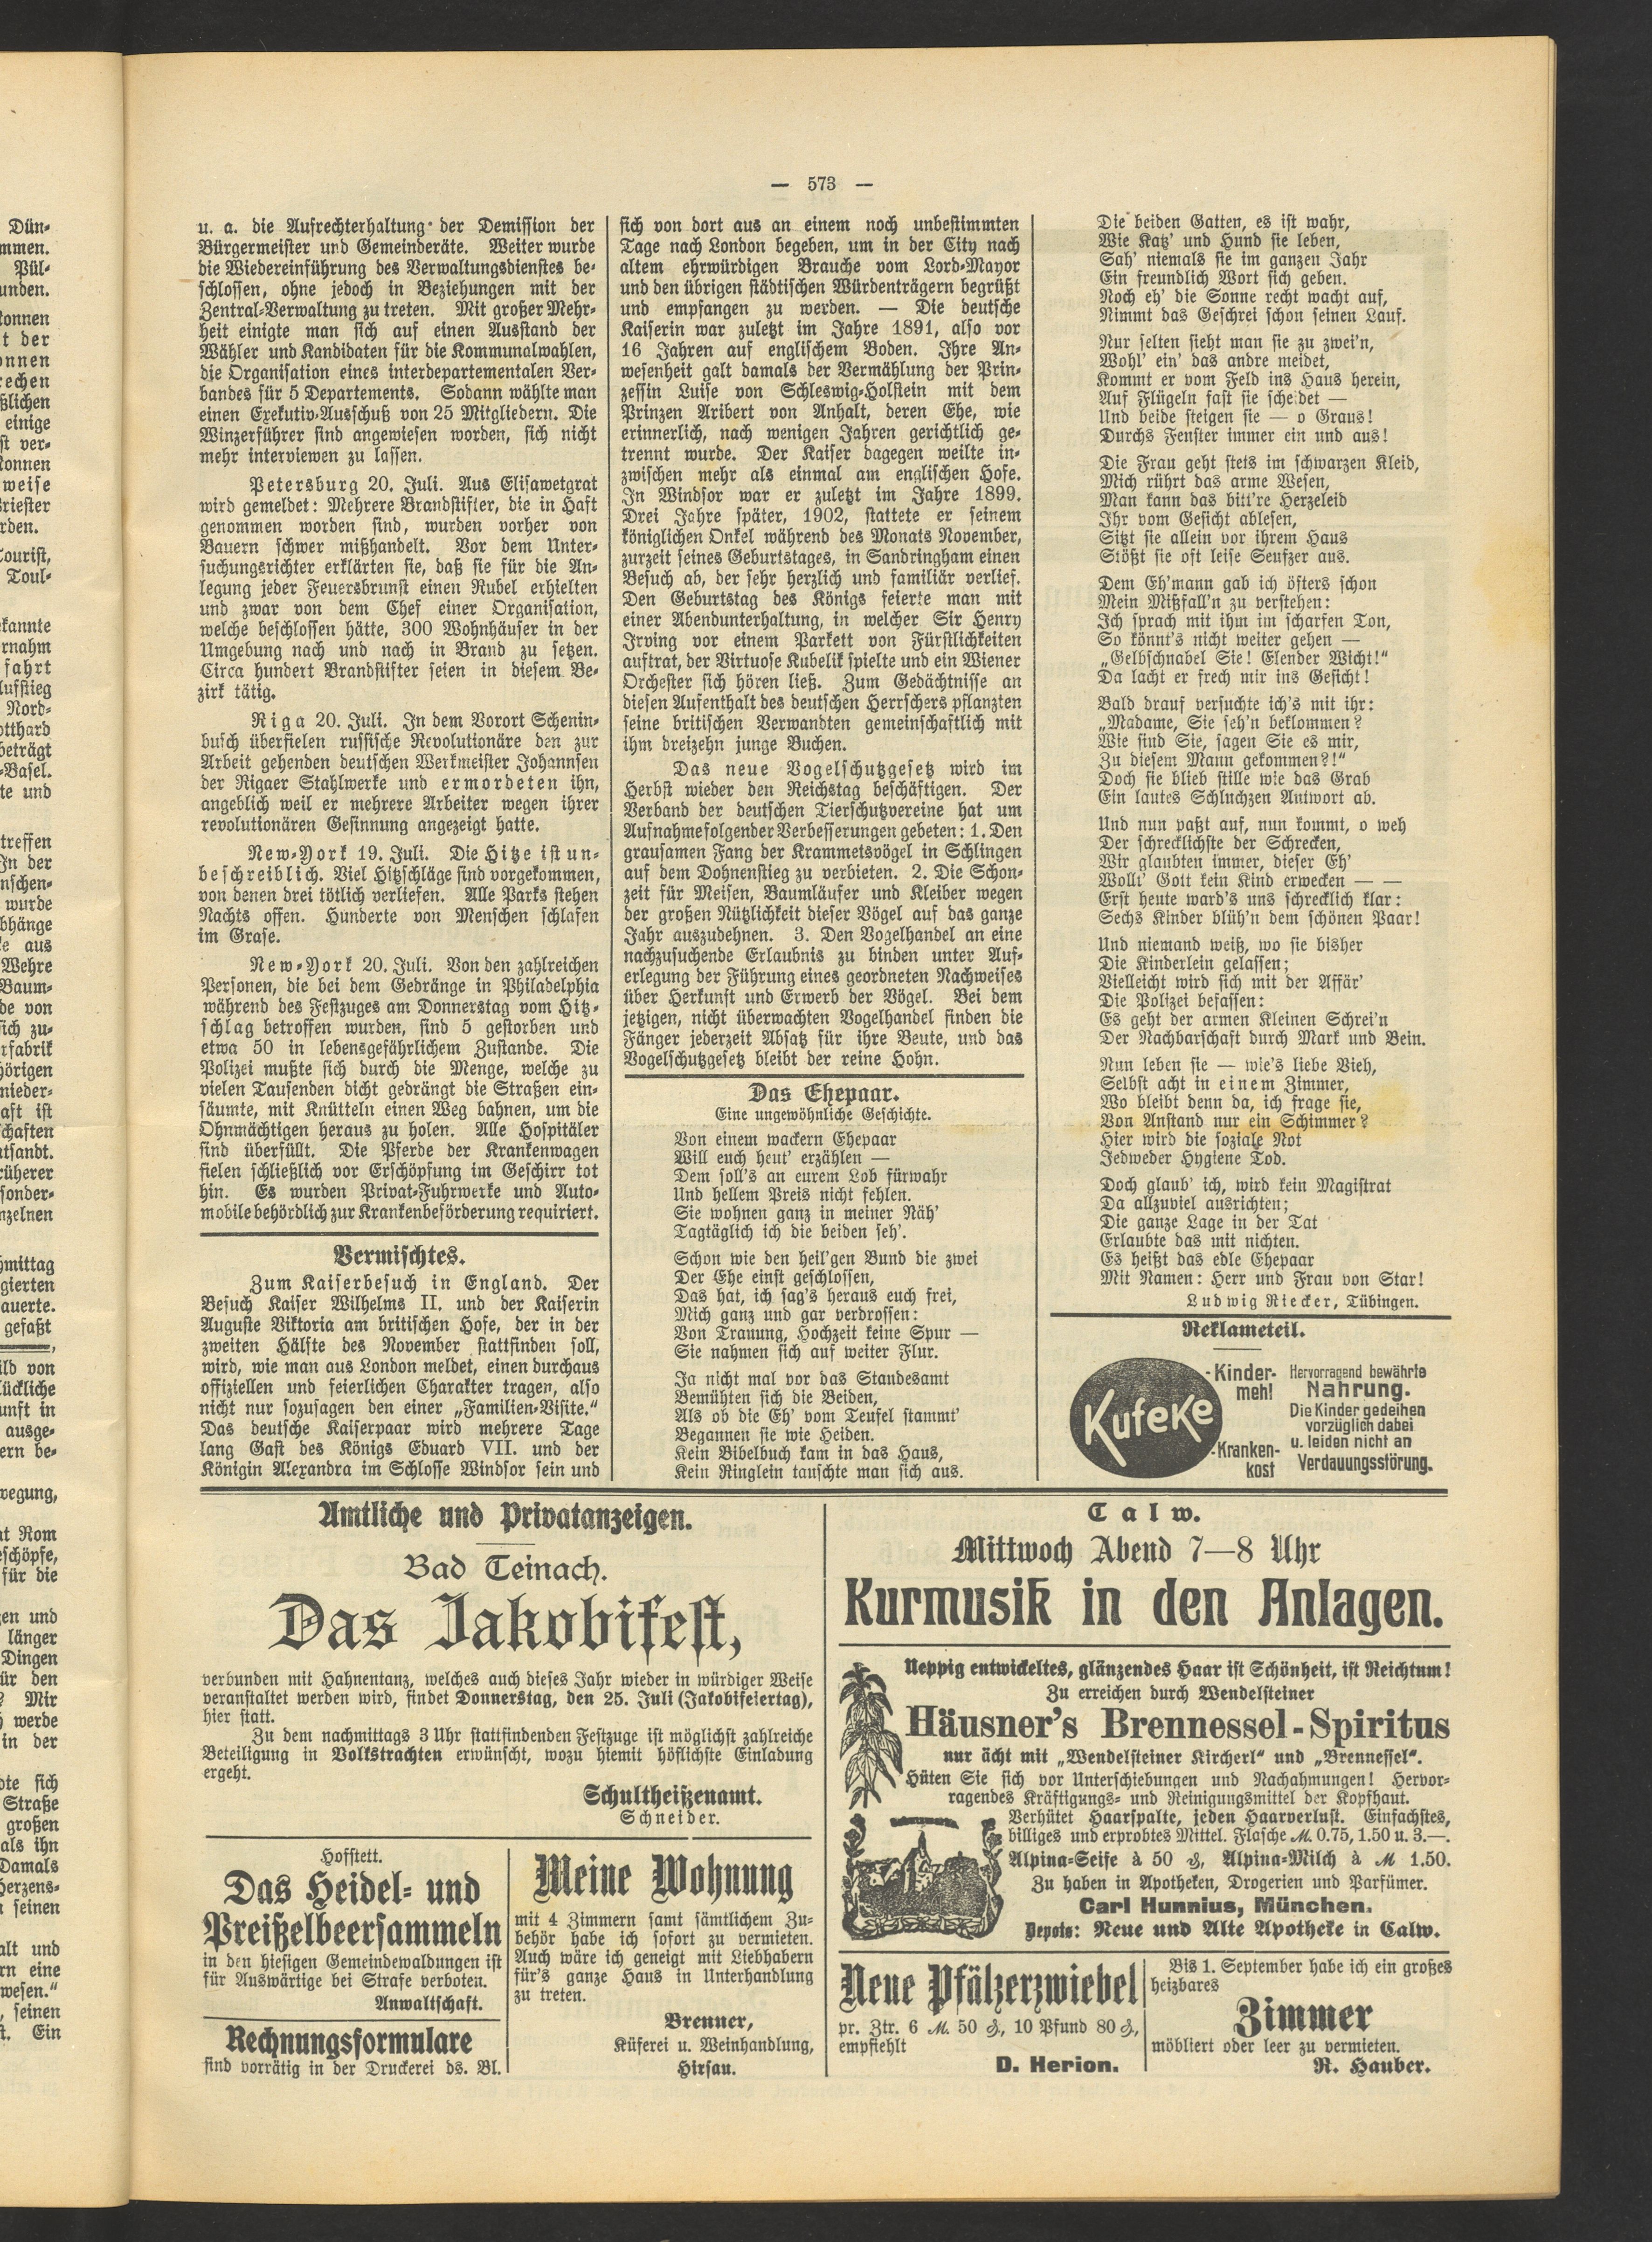 — 573 —
u. a. die Aufrechterhaltung der Demission der
Bürgermeister und Gemeinderäte. Weiter wurde
die Wiedereinführung des Verwaltungsdienstes be-
schlossen, ohne jedoch in Beziehungen mit der
Zentral-Verwaltung zu treten. Mit großer Mehr-
heit einigte man sich auf einen Ausstand der
Wähler und Kandidaten für die Kommunalwahlen,
die Organisation eines interdepartementalen Ver-
bandes für 5 Departements. Sodann wählte man
einen Exekutiv-Ausschuß von 25 Mitgliedern. Die
Winzerführer sind angewiesen worden, sich nicht
mehr interviewen zu lassen.
Petersburg 20. Juli. Aus Elisawetgrat
wird gemeldet: Mehrere Brandstifter, die in Haft
genommen worden sind, wurden vorher von
Bauern schwer mißhandelt. Vor dem Unter-
suchungsrichter erklärten sie, daß sie für die An-
legung jeder Feuersbrunst einen Rubel erhielten
und zwar von dem Chef einer Organisation,
welche beschlossen hätte, 300 Wohnhäuser in der
Umgebung nach und nach in Brand zu setzen.
Circa hundert Brandstifter seien in diesem Be-
zirk tätig.
Riga 20. Juli. In dem Vorort Schenin-
busch überfielen russische Revolutionäre den zur
Arbeit gehenden deutschen Werkmeister Johannsen
der Rigaer Stahlwerke und ermordeten ihn,
angeblich weil er mehrere Arbeiter wegen ihrer
revolutionären Gesinnung angezeigt hatte.
New-York 19. Juli. Die Hitze ist un-
beschreiblich. Viel Hitzschläge sind vorgekommen,
von denen drei tötlich verliefen. Alle Parks stehen
Nachts offen. Hunderte von Menschen schlafen
im Grase.
New-York 20. Juli. Von den zahlreichen
Personen, die bei dem Gedränge in Philadelphia
während des Festzuges am Donnerstag vom Hitz-
schlag betroffen wurden, sind 5 gestorben und
etwa 50 in lebensgefährlichem Zustande. Die
Polizei mußte sich durch die Menge, welche zu
vielen Tausenden dicht gedrängt die Straßen ein-
säumte, mit Knütteln einen Weg bahnen, um die
Ohnmächtigen heraus zu holen. Alle Hospitäler
sind überfüllt. Die Pferde der Krankenwagen
fielen schließlich vor Erschöpfung im Geschirr tot
hin. Es wurden Privat-Fuhrwerke und Auto-
mobile behördlich zur Krankenbeförderung requiriert.
Vermischtes.
Zum Kaiserbesuch in England. Der
Besuch Kaiser Wilhelms II. und der Kaiserin
Auguste Viktoria am britischen Hofe, der in der
zweiten Hälfte des November stattfinden soll,
wird, wie man aus London meldet, einen durchaus
offiziellen und feierlichen Charakter tragen, also
nicht nur sozusagen den einer „Familien-Visite.“
Das deutsche Kaiserpaar wird mehrere Tage
lang Gast des Königs Eduard VII. und der
Königin Alexandra im Schlosse Windsor sein und
sich von dort aus an einem noch unbestimmten
Tage nach London begeben, um in der City nach
altem ehrwürdigen Brauche vom Lord-Mayor
und den übrigen städtischen Würdenträgern begrüßt
und empfangen zu werden. — Die deutsche
Kaiserin war zuletzt im Jahre 1891, also vor
16 Jahren auf englischem Boden. Ihre An-
wesenheit galt damals der Vermählung der Prin-
zessin Luise von Schleswig-Holstein mit dem
Prinzen Aribert von Anhalt, deren Ehe, wie
erinnerlich, nach wenigen Jahren gerichtlich ge-
trennt wurde. Der Kaiser dagegen weilte in-
zwischen mehr als einmal am englischen Hofe.
In Windsor war er zuletzt im Jahre 1899.
Drei Jahre später, 1902, stattete er seinem
königlichen Onkel während des Monats November,
zurzeit seines Geburtstages, in Sandringham einen
Besuch ab, der sehr herzlich und familiär verlief.
Den Geburtstag des Königs feierte man mit
einer Abendunterhaltung, in welcher Sir Henry
Irving vor einem Parkett von Fürstlichkeiten
auftrat, der Virtuose Kubelik spielte und ein Wiener
Orchester sich hören ließ. Zum Gedächtnisse an
diesen Aufenthalt des deutschen Herrschers pflanzten
seine britischen Verwandten gemeinschaftlich mit
ihm dreizehn junge Buchen.
Das neue Vogelschutzgesetz wird im
Herbst wieder den Reichstag beschäftigen. Der
Verband der deutschen Tierschutzvereine hat um
Aufnahme folgender Verbesserungen gebeten: 1. Den
grausamen Fang der Krammetsvögel in Schlingen
auf dem Dohnenstieg zu verbieten. 2. Die Schon-
zeit für Meisen, Baumläufer und Kleiber wegen
der großen Nützlichkeit dieser Vögel auf das ganze
Jahr auszudehnen. 3. Den Vogelhandel an eine
nachzusuchende Erlaubnis zu binden unter Auf-
erlegung der Führung eines geordneten Nachweises
über Herkunft und Erwerb der Vögel. Bei dem
jetzigen, nicht überwachten Vogelhandel finden die
Fänger jederzeit Absatz für ihre Beute, und das
Vogelschutzgesetz bleibt der reine Hohn.
Das Ehepaar.
Eine ungewöhnliche Geschichte.
Von einem wackern Ehepaar
Will euch heut' erzählen —
Dem soll's an eurem Lob fürwahr
Und hellem Preis nicht fehlen.
Sie wohnen ganz in meiner Näh'
Tagtäglich ich die beiden seh'.
Schon wie den heil'gen Bund die zwei
Der Ehe einst geschlossen,
Das hat, ich sag's heraus euch frei,
Mich ganz und gar verdrossen:
Von Trauung, Hochzeit keine Spur —
Sie nahmen sich auf weiter Flur.
Ja nicht mal vor das Standesamt
Bemühten sich die Beiden,
Als ob die Eh' vom Teufel stammt'
Begannen sie wie Heiden.
Kein Bibelbuch kam in das Haus,
Kein Ringlein tauschte man sich aus.
Die beiden Gatten, es ist wahr,
Wie Katz' und Hund sie leben,
Sah' niemals sie im ganzen Jahr
Ein freundlich Wort sich geben.
Noch eh' die Sonne recht wacht auf,
Nimmt das Geschrei schon seinen Lauf.
Nur selten sieht man sie zu zwei'n,
Wohl' ein' das andre meidet,
Kommt er vom Feld ins Haus herein,
Auf Flügeln fast sie scheidet —
Und beide steigen sie — o Graus!
Durchs Fenster immer ein und aus!
Die Frau geht stets im schwarzen Kleid,
Mich rührt das arme Wesen,
Man kann das bitt're Herzeleid
Ihr vom Gesicht ablesen,
Sitzt sie allein vor ihrem Haus
Stößt sie oft leise Seufzer aus.
Dem Eh'mann gab ich öfters schon
Mein Mißfall'n zu verstehen:
Ich sprach mit ihm im scharfen Ton,
So könnt's nicht weiter gehen —
„Gelbschnabel Sie! Elender Wicht!“
Da lacht er frech mir ins Gesicht!
Bald drauf versuchte ich's mit ihr:
„Madame, Sie seh'n beklommen?
Wie sind Sie, sagen Sie es mir,
Zu diesem Mann gekommen?!“
Doch sie blieb stille wie das Grab
Ein lautes Schluchzen Antwort ab.
Und nun paßt auf, nun kommt, o weh
Der schrecklichste der Schrecken,
Wir glaubten immer, dieser Eh'
Wollt' Gott kein Kind erwecken — —
Erst heute ward's uns schrecklich klar:
Sechs Kinder blüh'n dem schönen Paar!
Und niemand weiß, wo sie bisher
Die Kinderlein gelassen;
Vielleicht wird sich mit der Affär'
Die Polizei befassen:
Es geht der armen Kleinen Schrei'n
Der Nachbarschaft durch Mark und Bein.
Nun leben sie — wie's liebe Vieh,
Selbst acht in einem Zimmer,
Wo bleibt denn da, ich frage sie,
Von Anstand nur ein Schimmer?
Hier wird die soziale Not
Jedweder Hygiene Tod.
Doch glaub' ich, wird kein Magistrat
Da allzuviel ausrichten;
Die ganze Lage in der Tat
Erlaubte das mit nichten.
Es heißt das edle Ehepaar
Mit Namen: Herr und Frau von Star!
Ludwig Riecker, Tübingen.
Reklameteil.
Kufeke
-Kinder-
mehl
-Kranken-
kost
Hervorragend bewährte
Nahrung.
Die Kinder gedeihen
vorzüglich dabei
u. leiden nicht an
Verdauungsstörung.
Amtliche und Privatanzeigen.
Bad Teinach.
Das Jakobifest,
verbunden mit Hahnentanz, welches auch dieses Jahr wieder in würdiger Weise
veranstaltet werden wird, findet Donnerstag, den 25. Juli (Jakobifeiertag),
hier statt.
Zu dem nachmittags 3 Uhr stattfindenden Festzuge ist möglichst zahlreiche
Beteiligung in Volkstrachten erwünscht, wozu hiemit höflichste Einladung
ergeht.
Schultheißenamt.
Schneider.
Hofstett.
Das Heidel- und
Preißelbeersammeln
in den hiesigen Gemeindewaldungen ist
für Auswärtige bei Strafe verboten.
Anwaltschaft.
Rechnungsformulare
sind vorrätig in der Druckerei ds. Bl.
Meine Wohnung
mit 4 Zimmern samt sämtlichem Zu-
behör habe ich sofort zu vermieten.
Auch wäre ich geneigt mit Liebhabern
für's ganze Haus in Unterhandlung
zu treten.
Brenner,
Küferei u. Weinhandlung,
Hirsau.
Calw.
Mittwoch Abend 7—8 Uhr
Kurmusik in den Anlagen.
Ueppig entwickeltes, glänzendes Haar ist Schönheit, ist Reichtum!
Zu erreichen durch Wendelsteiner
Häusner's Brennessel-Spiritus
nur ächt mit „Wendelsteiner Kircherl“ und „Brennessel“.
Hüten Sie sich vor Unterschiebungen und Nachahmungen! Hervor-
ragendes Kräftigungs- und Reinigungsmittel der Kopfhaut.
Verhütet Haarspalte, jeden Haarverlust. Einfachstes,
billiges und erprobtes Mittel. Flasche M. 0.75, 1.50 u. 3.—.
Alpina-Seife à 50 ₰, Alpina-Milch à M 1.50.
Zu haben in Apotheken, Drogerien und Parfümer.
Carl Hunnius, München.
Depots: Neue und Alte Apotheke in Calw.
Neue Pfälzerzwiebel
pr. Ztr. 6 M. 50 ₰, 10 Pfund 80 ₰,
empfiehlt
D. Herion.
Bis 1. September habe ich ein großes
heizbares
Zimmer
möbliert oder leer zu vermieten.
R. Hauber.